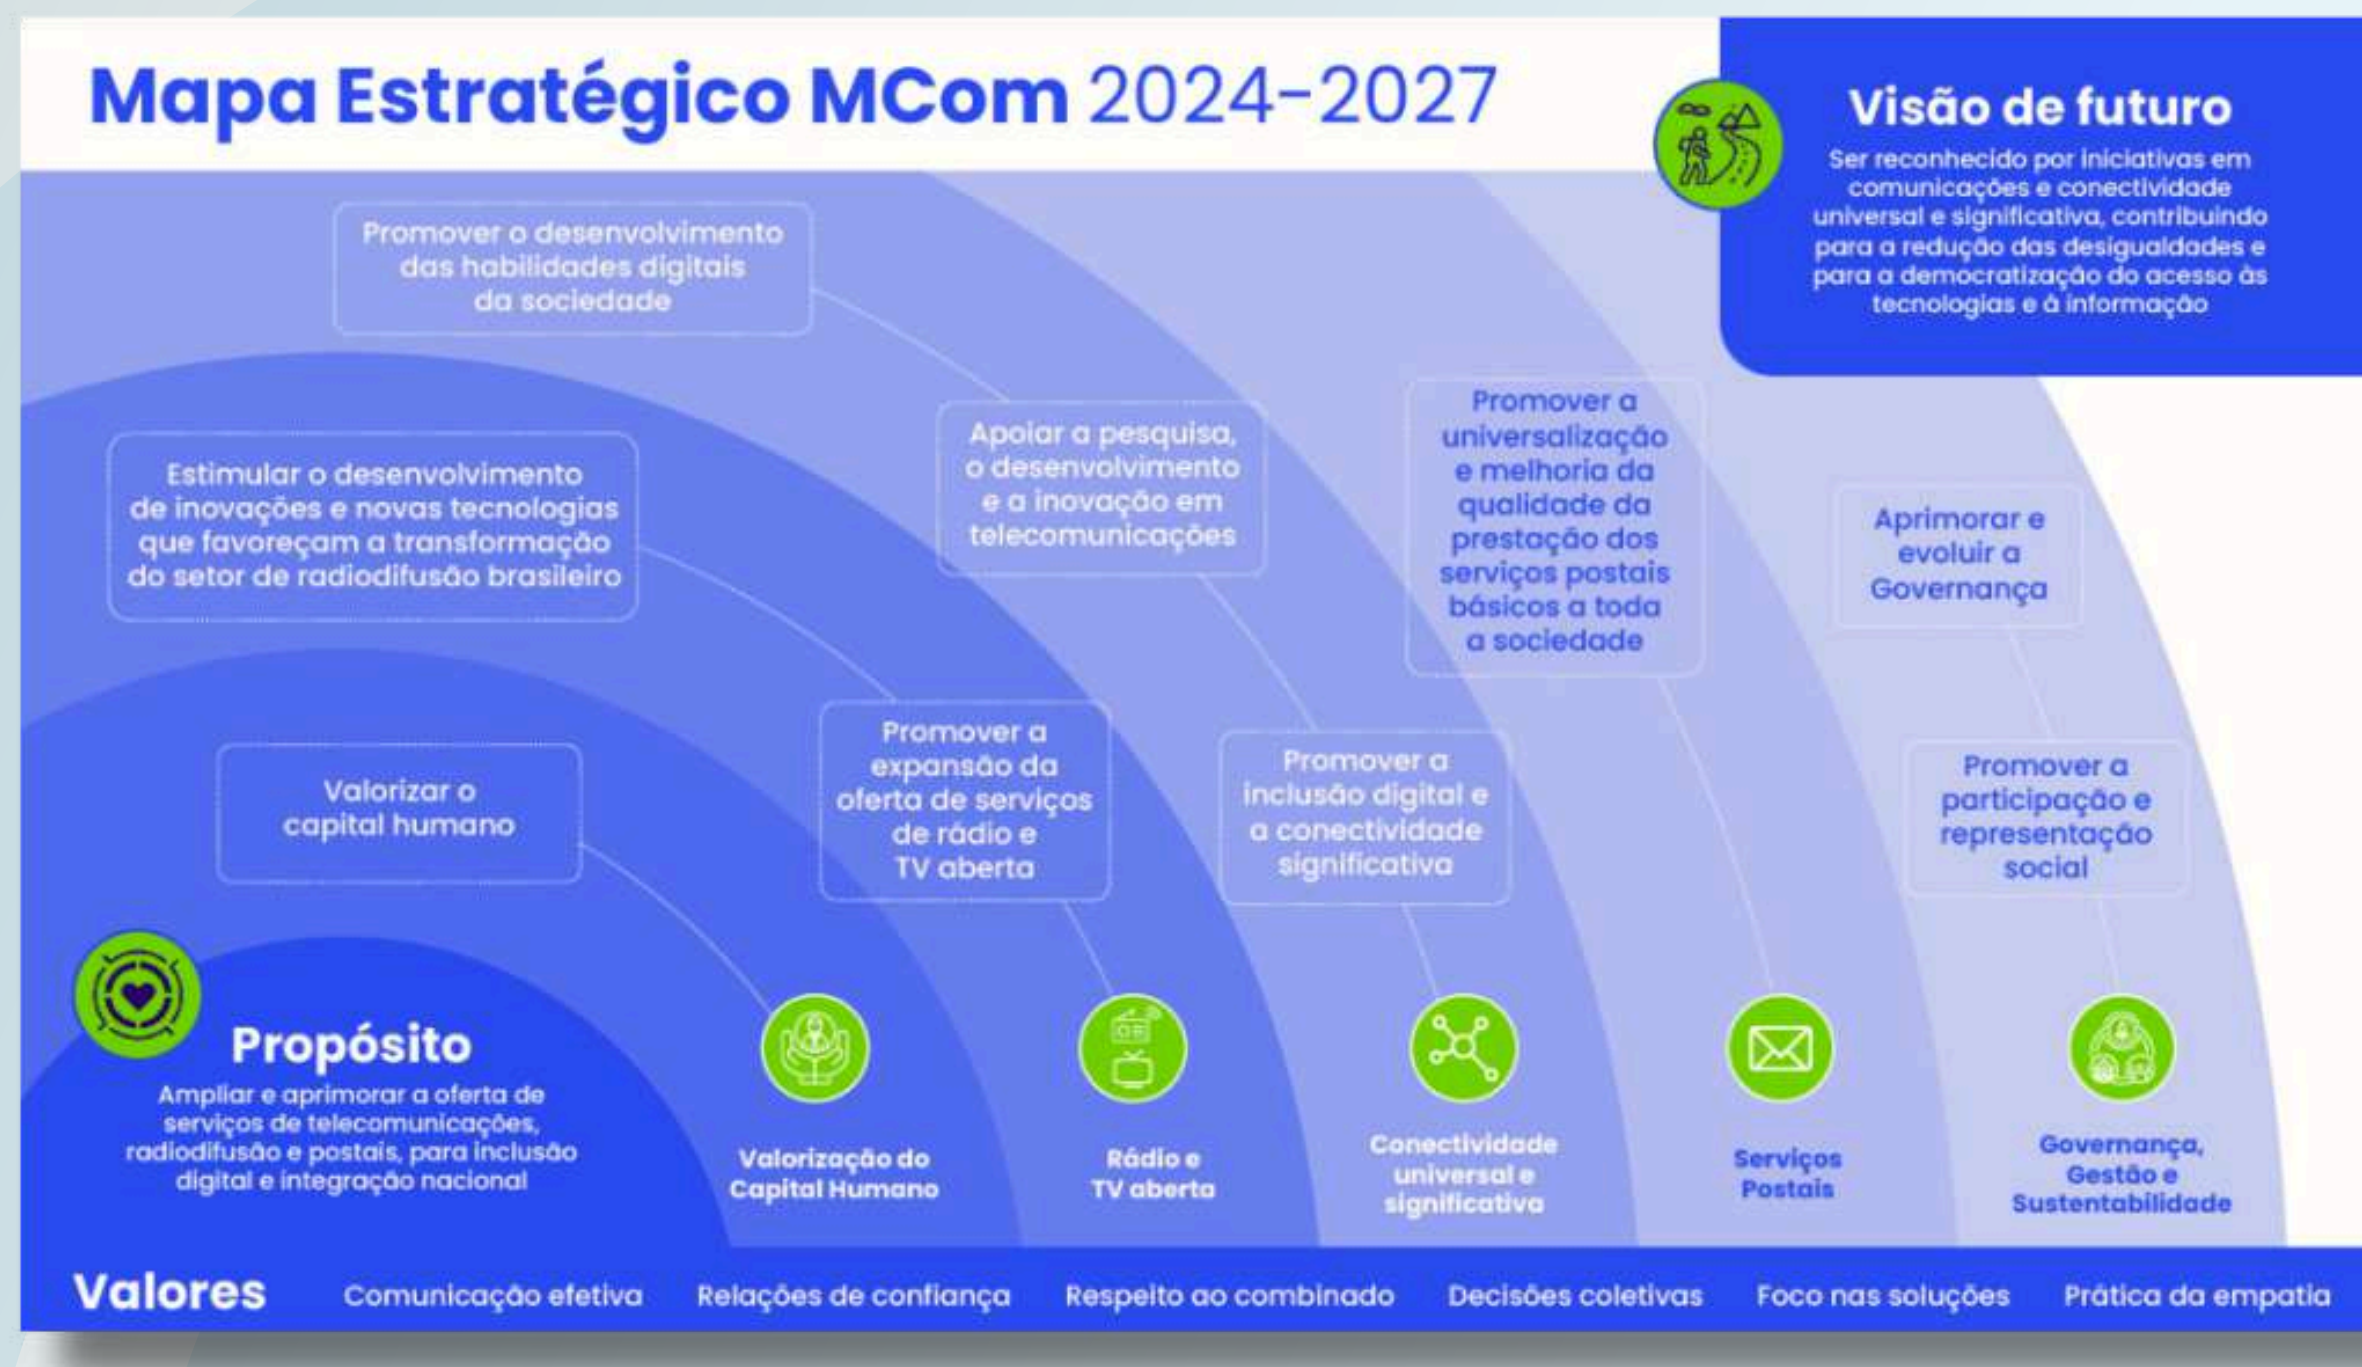 Mapa Estratégico MCom 2024-2027
Visão de futuro
Ser reconhecido por iniciativas em
comunicações e conectividade
universal e significativa, contribuindo
para a redução das desigualdades e
para a democratização do acesso às
tecnologias e à informação
Promover o desenvolvimento
das habilidades digitais
da sociedade
Estimular o desenvolvimento
de inovações e novas tecnologias
que favoreçam a transformação
do setor de radiodifusão brasileiro
Apoiar a pesquisa,
o desenvolvimento
e a inovação em
telecomunicações
Promover a
universalização
e melhoria da
qualidade da
prestação dos
serviços postais
básicos a toda
a sociedade
Aprimorar e
evoluir a
Governança
Valorizar o
capital humano
Promover a
expansão da
oferta de serviços
de rádio e
TV aberta
Promover a
inclusão digital e
a conectividade
significativa
Promover a
participação e
representação
social
Propósito
Ampliar e aprimorar a oferta de
serviços de telecomunicações,
radiodifusão e postais, para inclusão
digital e integração nacional
Valorização do
Capital Humano
Rádio e
TV aberta
Conectividade
universal e
significativa
Serviços
Postais
Governança,
Gestão e
Sustentabilidade
Valores
Comunicação efetiva
Relações de confiança
Respeito ao combinado
Decisões coletivas
Foco nas soluções
Prática da empatia